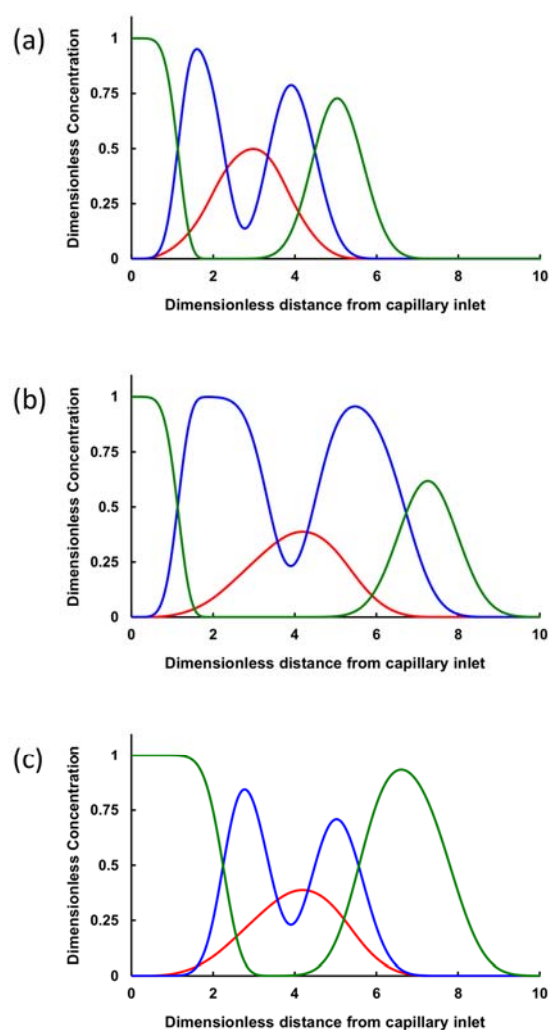 (a)
Dimensionless Concentration
1
0.75
0.5
0.25
0
0 2 4 6 8 10
Dimensionless distance from capillary inlet
(b)
Dimensionless Concentration
1
0.75
0.5
0.25
0
0 2 4 6 8 10
Dimensionless distance from capillary inlet
(c)
Dimensionless Concentration
1
0.75
0.5
0.25
0
0 2 4 6 8 10
Dimensionless distance from capillary inlet